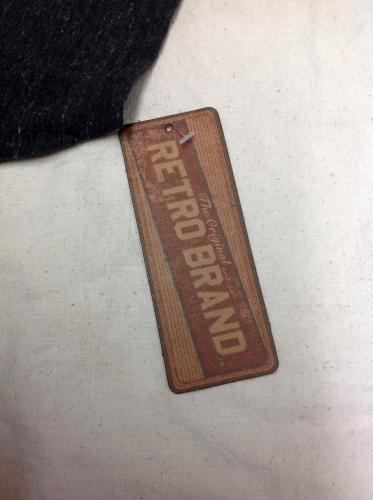 The Original
RETRO BRAND